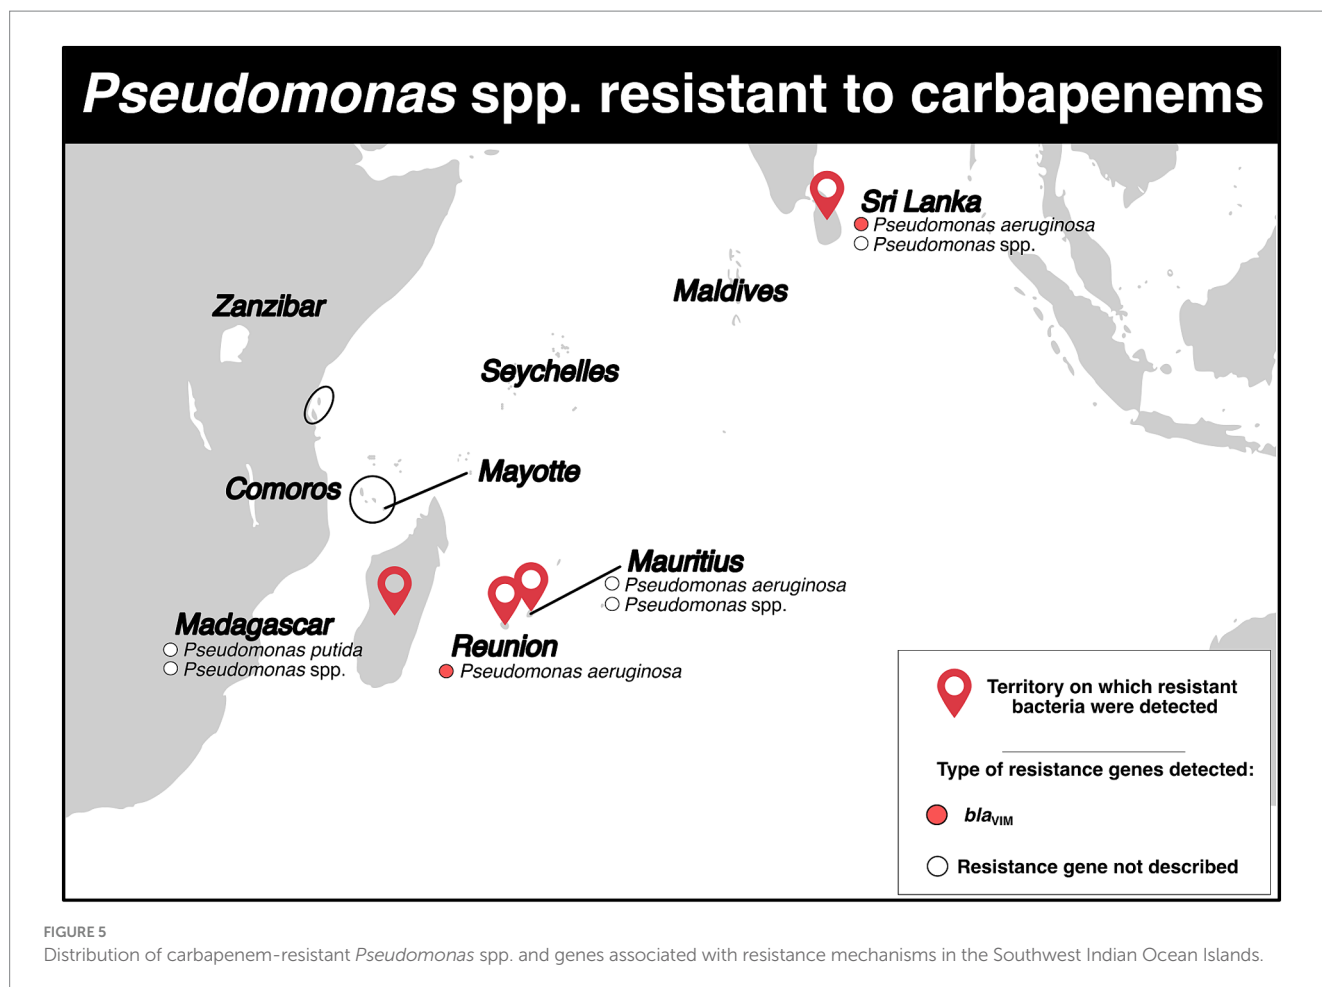 Pseudomonas spp. resistant to carbapenems
Sri Lanka
Pseudomonas aeruginosa
Pseudomonas spp.
Maldives
Zanzibar
Seychelles
Mayotte
Comoros
Mauritius
Pseudomonas aeruginosa
Pseudomonas spp.
Madagascar
Pseudomonas putida
Pseudomonas spp.
Reunion
Pseudomonas aeruginosa
Territory on which resistant
bacteria were detected
Type of resistance genes detected:
blaVIM
Resistance gene not described
FIGURE 5
Distribution of carbapenem-resistant Pseudomonas spp. and genes associated with resistance mechanisms in the Southwest Indian Ocean Islands.